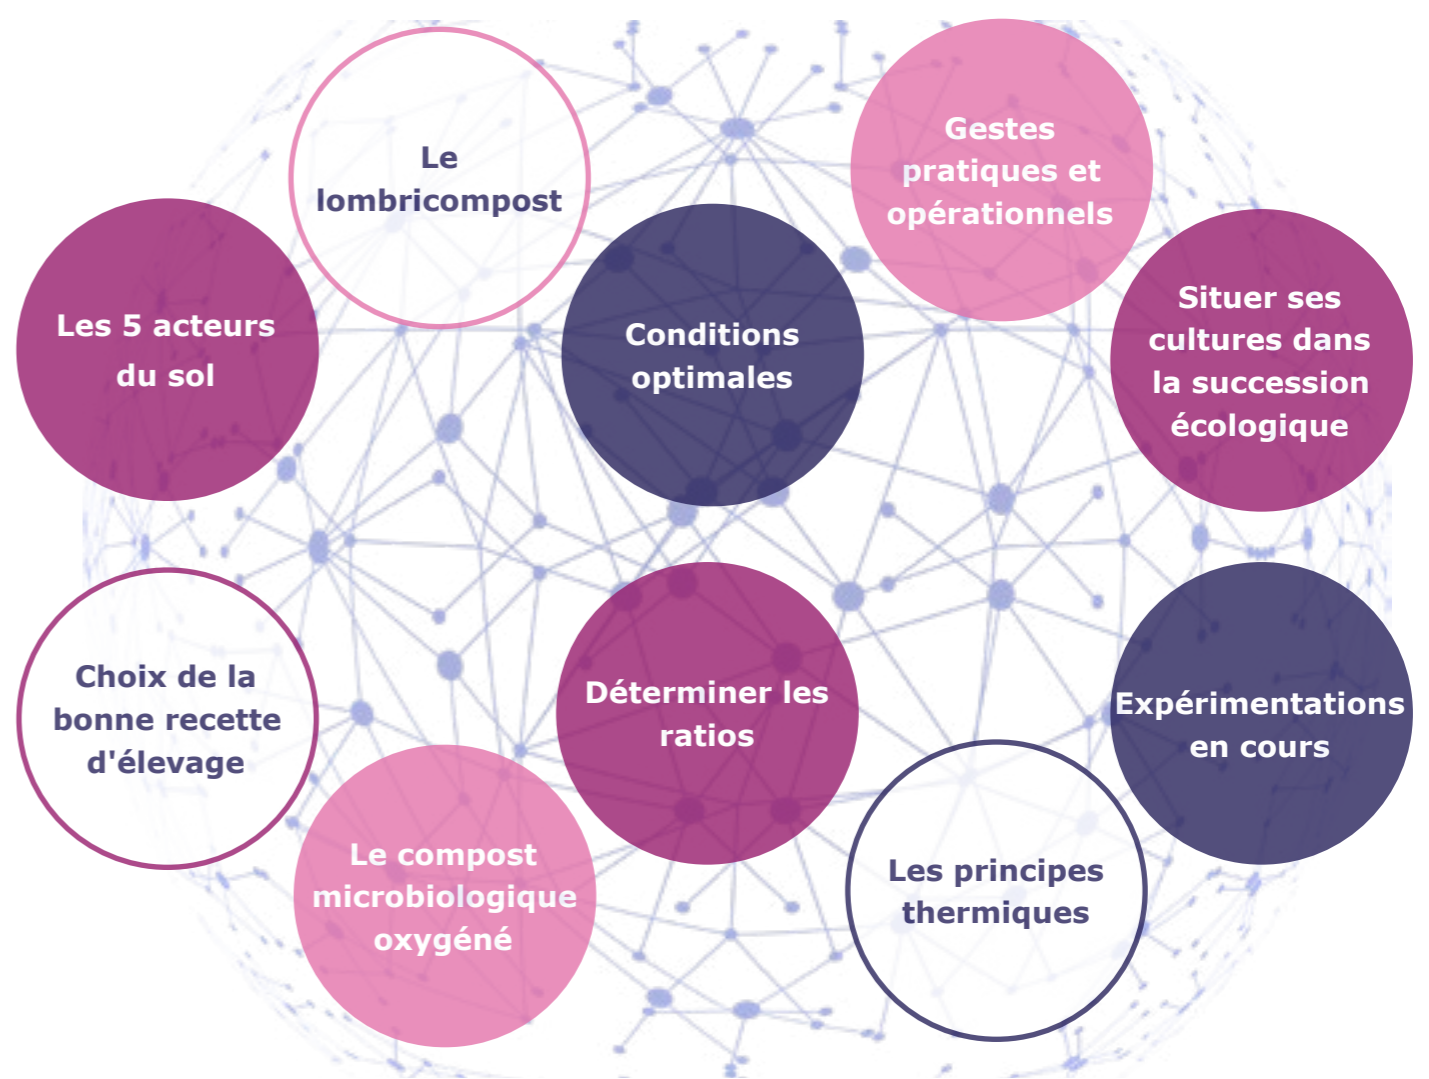 Le
lombricompost
Gestes
pratiques et
opérationnels
Les 5 acteurs
du sol
Conditions
optimales
Situer ses
cultures dans
la succession
écologique
Choix de la
bonne recette
d'élevage
Déterminer les
ratios
Expérimentations
en cours
Le compost
microbiologique
oxygéné
Les principes
thermiques